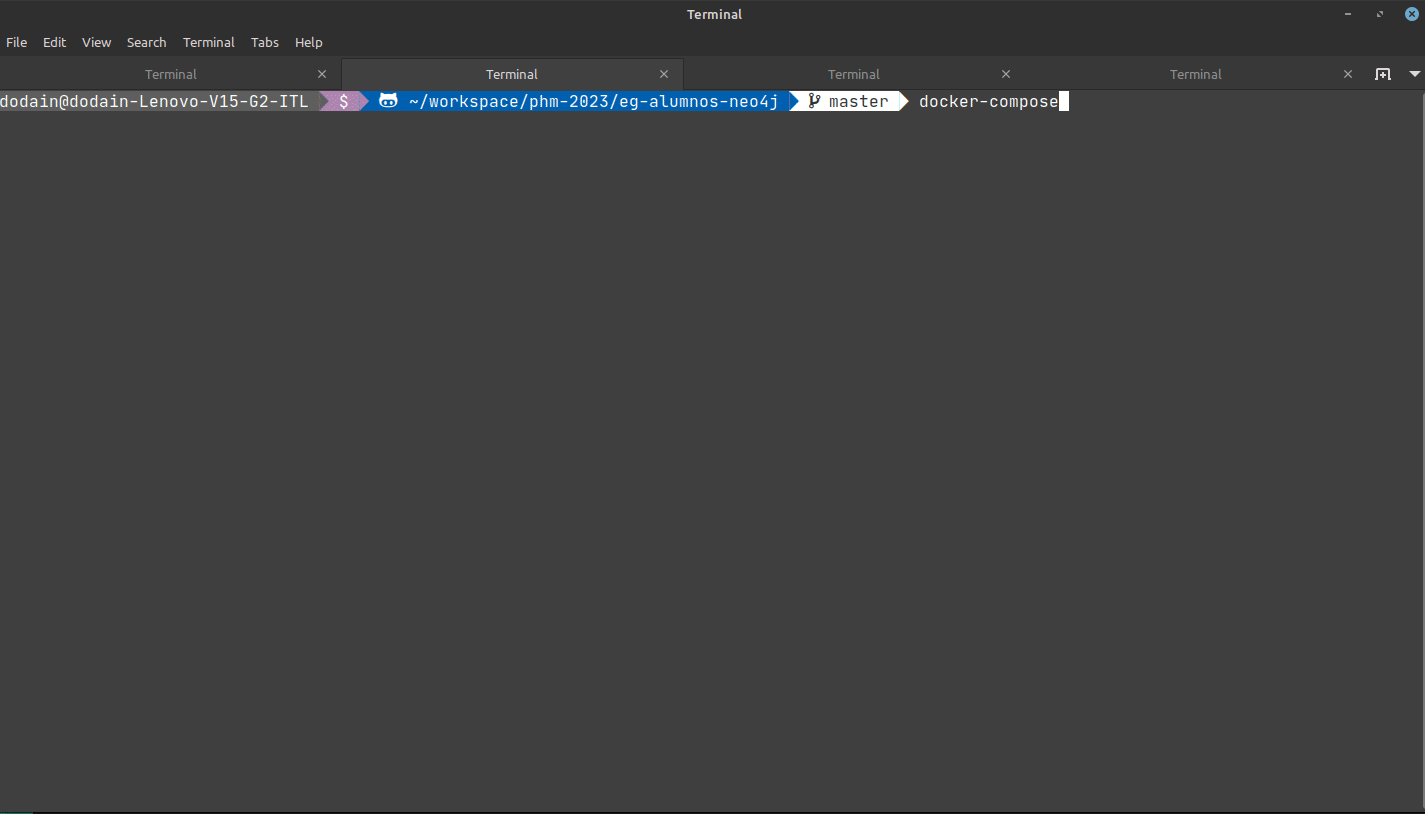 Terminal
File Edit View Search Terminal Tabs Help
Terminal Terminal Terminal Terminal
dodain@dodain-Lenovo-V15-G2-ITL $ ~/workspace/phm-2023/eg-alumnos-neo4j master docker-compose